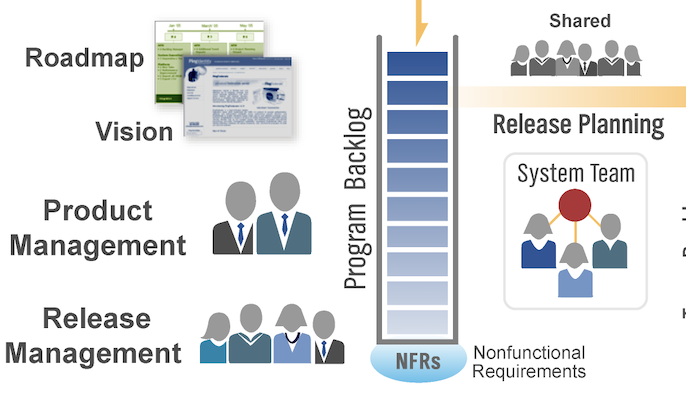 Roadmap
Vision
Product
Management
Release
Management
Program Backlog
NFRs
Nonfunctional
Requirements
Shared
Release Planning
System Team